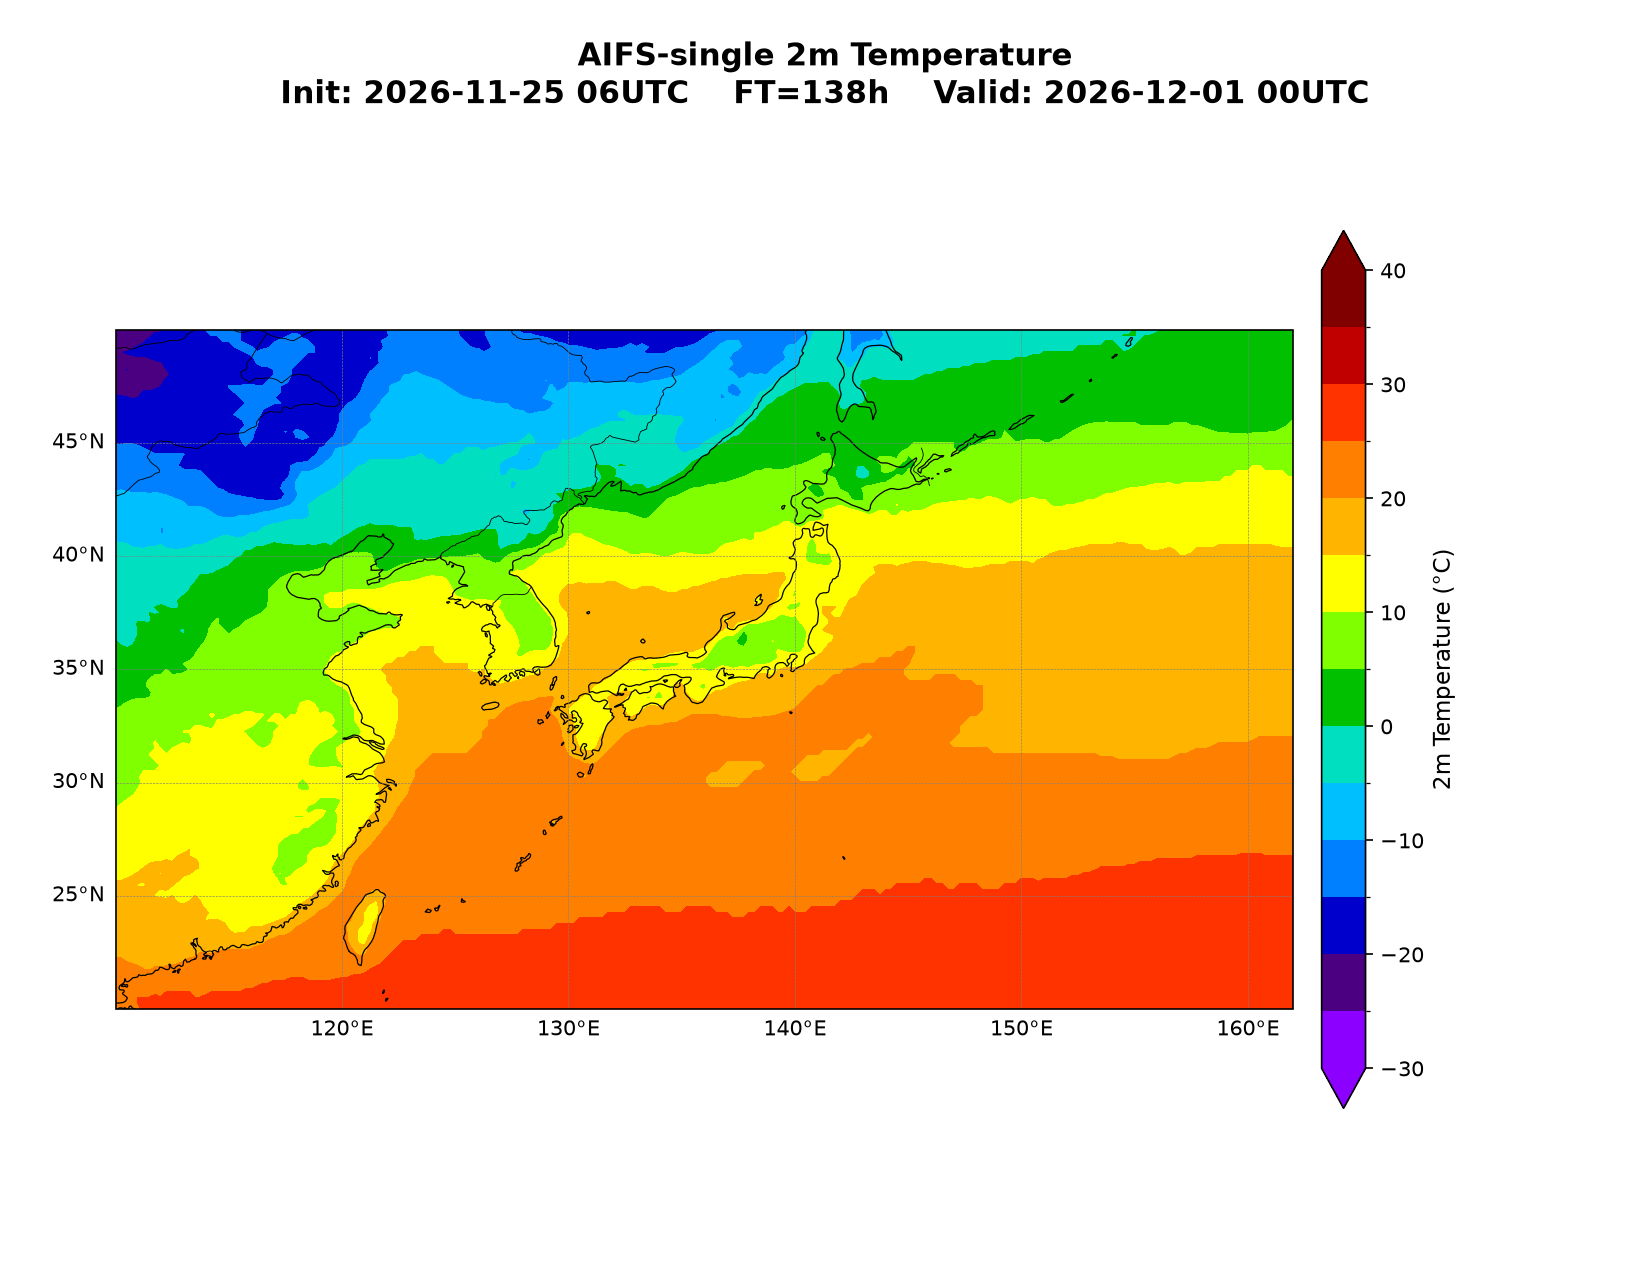 AIFS-single 2m Temperature
Init: 2026-11-25 06UTC    FT=138h    Valid: 2026-12-01 00UTC
45°N
40°N
35°N
30°N
25°N
120°E
130°E
140°E
150°E
160°E
40
30
20
10
0
−10
−20
−30
2m Temperature (°C)